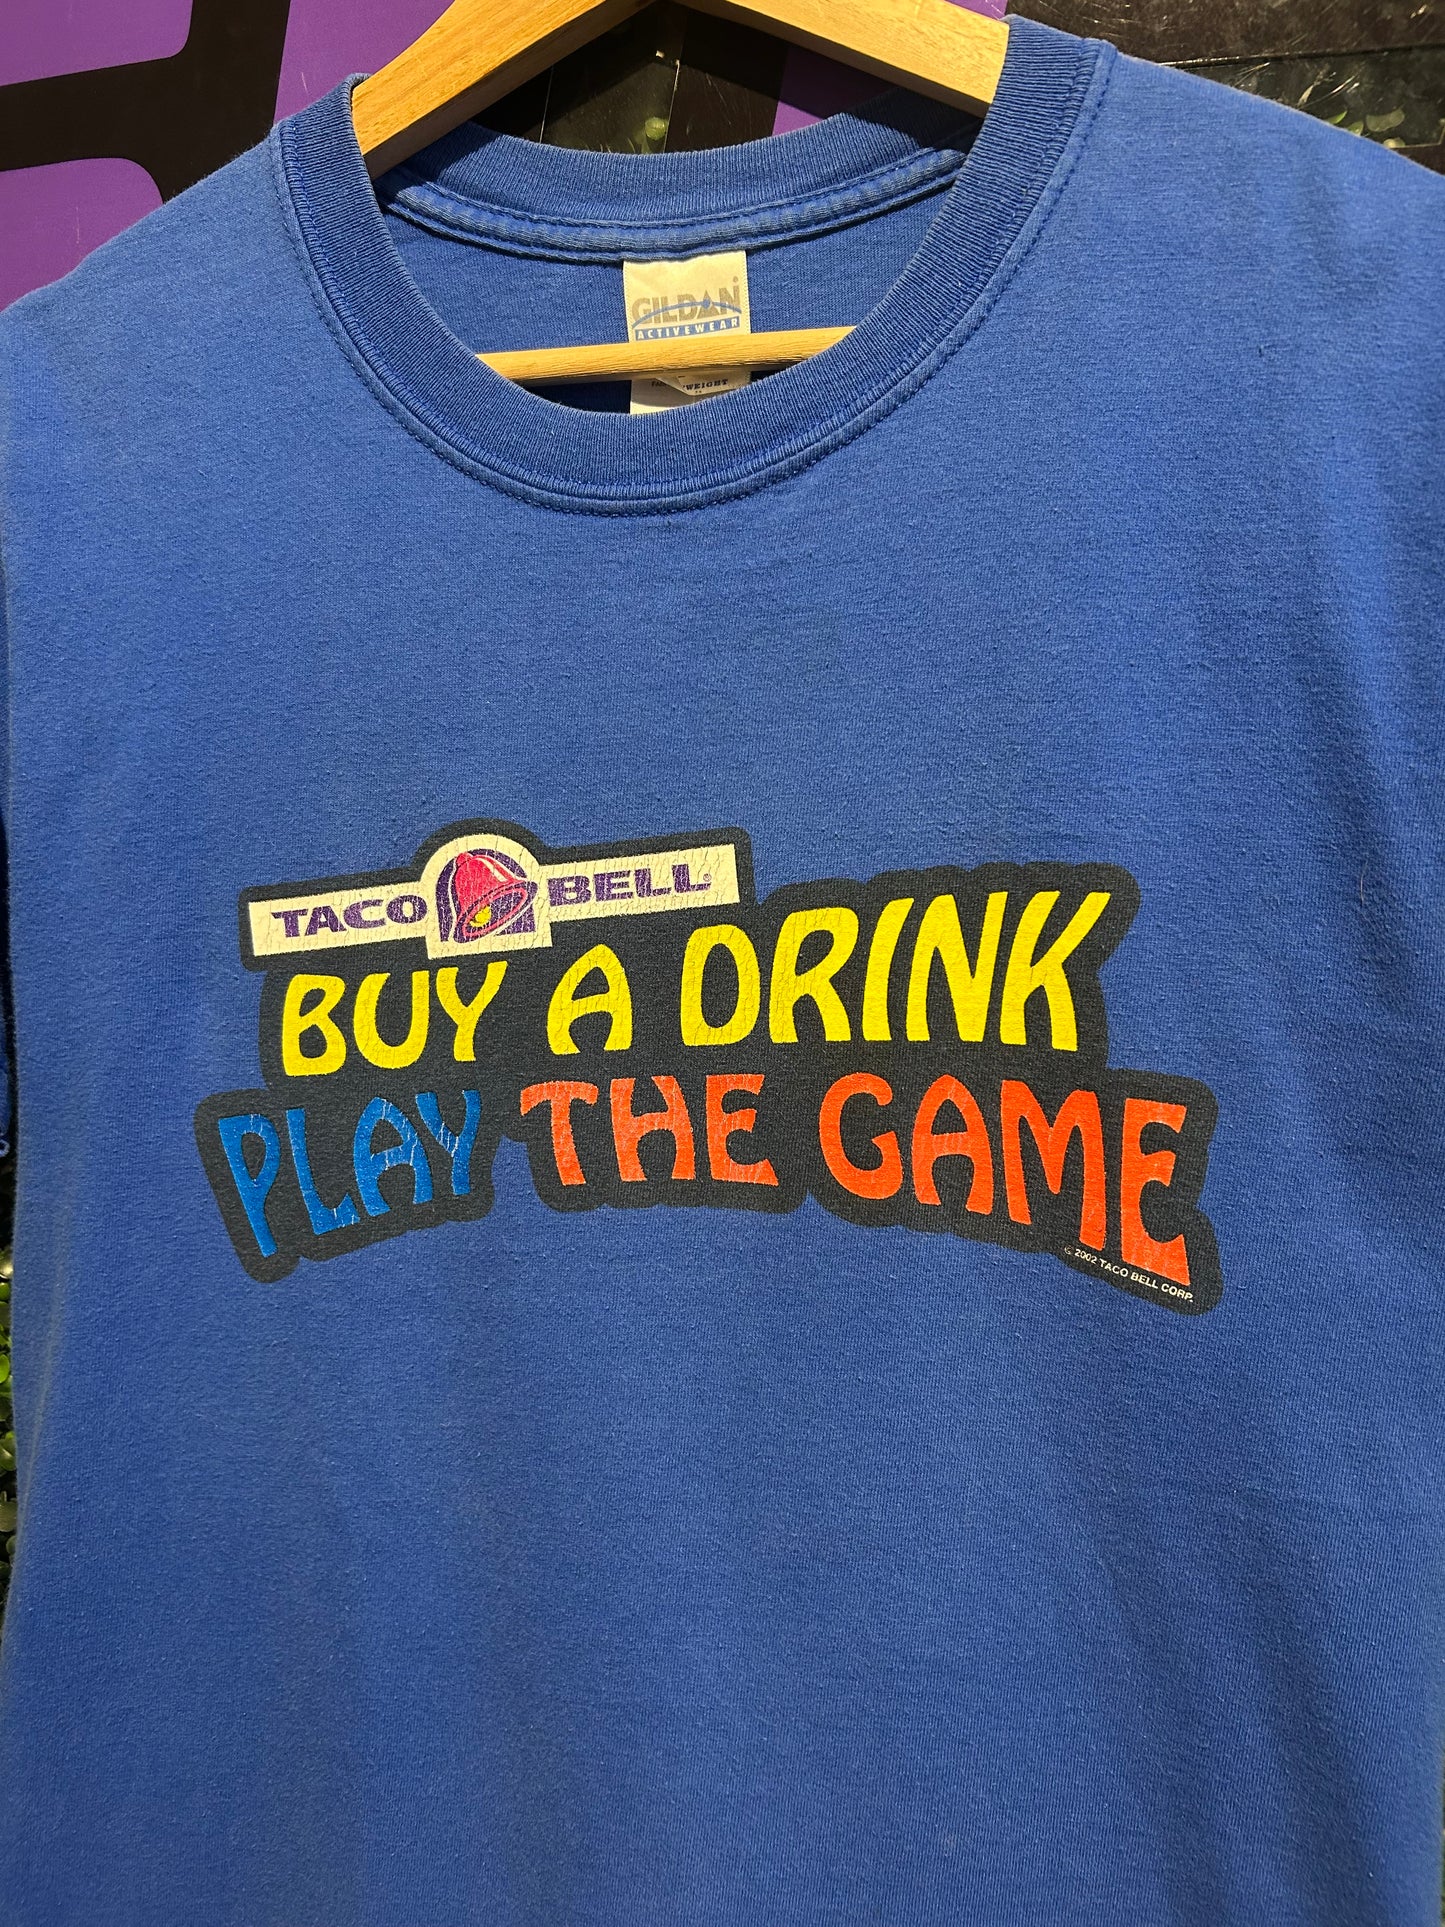 GILDAN
ACTIVEWEAR
TACO BELL®
BUY A DRINK
PLAY THE GAME
© 2002 TACO BELL CORP.